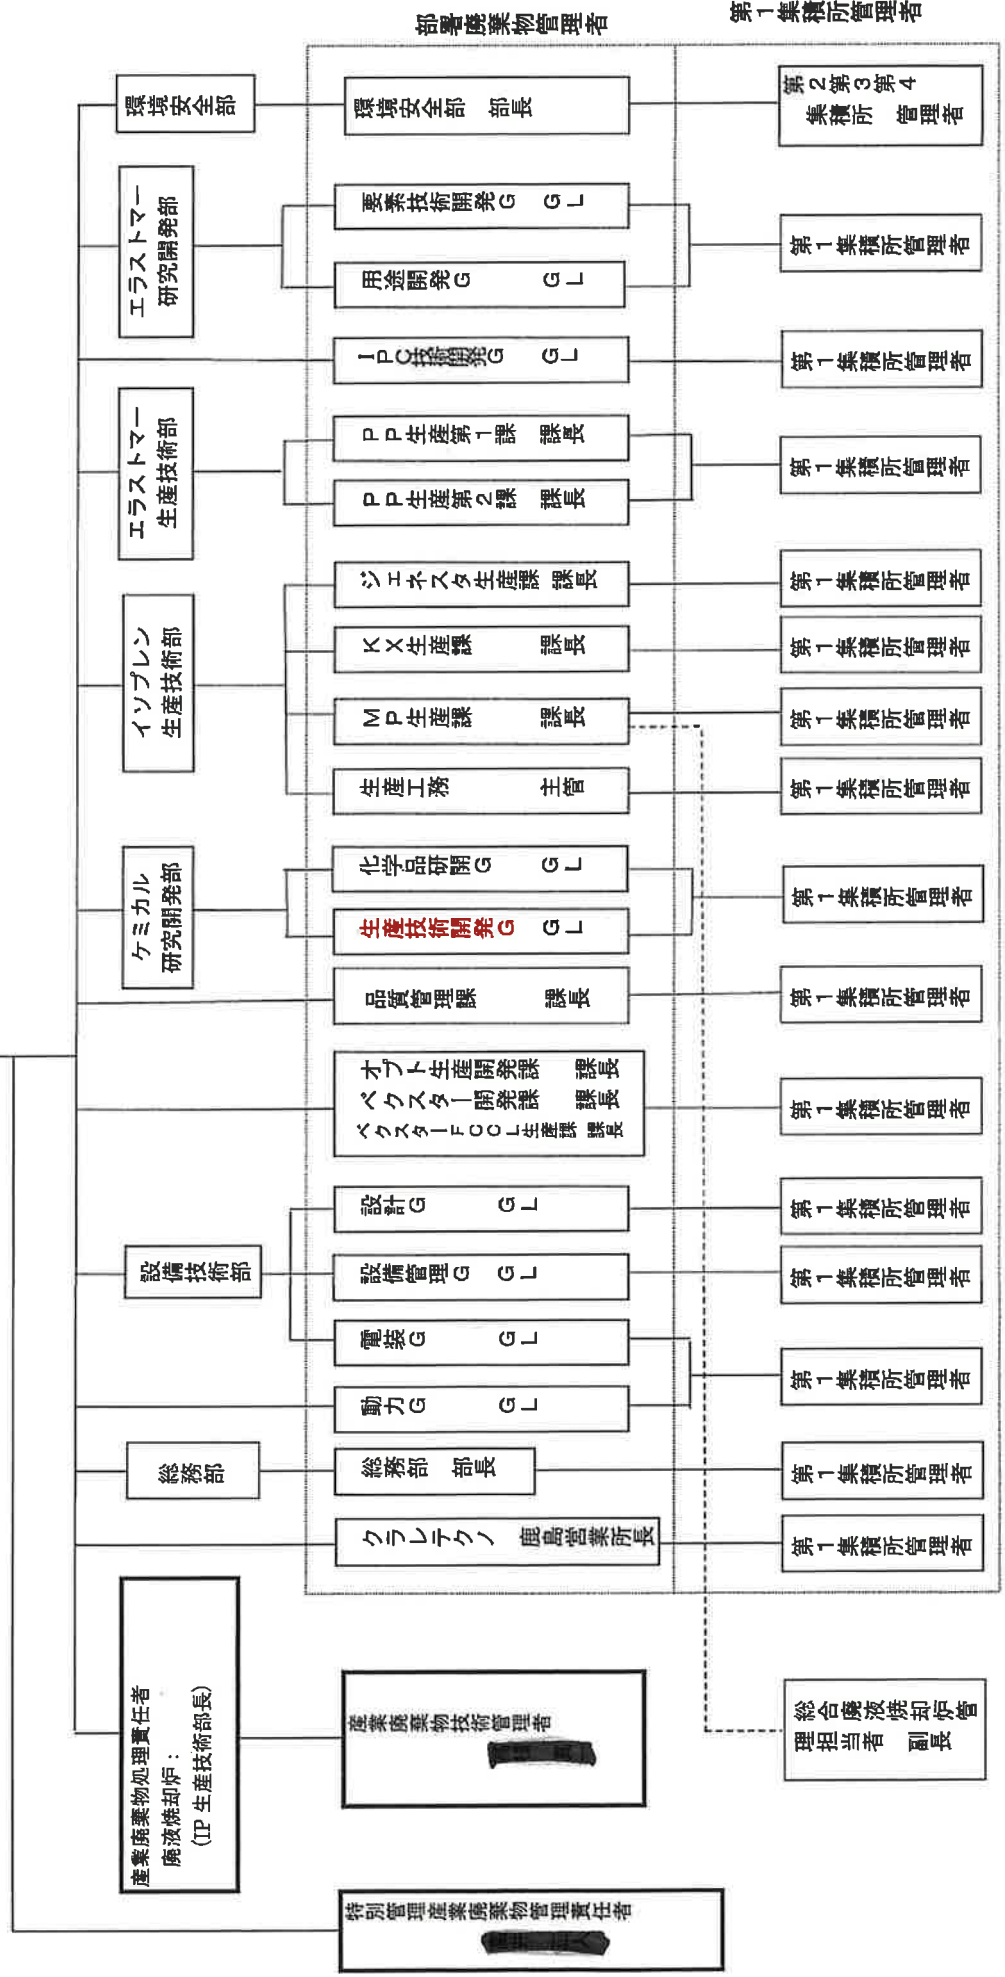 部署廃棄物管理者
第1集積所管理者
環境安全部
環境安全部 部長
第2第3第4
集積所 管理者
エラストマー
研究開発部
要素技術開発G GL
用途開発G GL
第1集積所管理者
IPC技術開発G GL
第1集積所管理者
エラストマー
生産技術部
PP生産第1課 課長
PP生産第2課 課長
第1集積所管理者
イソプレン
生産技術部
ジェネスタ生産課 課長
第1集積所管理者
KX生産課 課長
第1集積所管理者
MP生産課 課長
第1集積所管理者
生産工務 主管
第1集積所管理者
ケミカル
研究開発部
化学品研開G GL
生産技術開発G GL
第1集積所管理者
品質管理課 課長
第1集積所管理者
オプト生産開発課 課長
ベクスター開発課 課長
ベクスターFCCL生産課 課長
第1集積所管理者
設備技術部
設計G GL
第1集積所管理者
設備管理G GL
第1集積所管理者
電装G GL
動力G GL
第1集積所管理者
総務部
総務部 部長
第1集積所管理者
クラレテクノ 鹿島営業所長
第1集積所管理者
産業廃棄物処理責任者
廃液焼却炉：
(IP 生産技術部長)
産業廃棄物技術管理者
総合廃液焼却炉管
理担当者 副長
特別管理産業廃棄物管理責任者